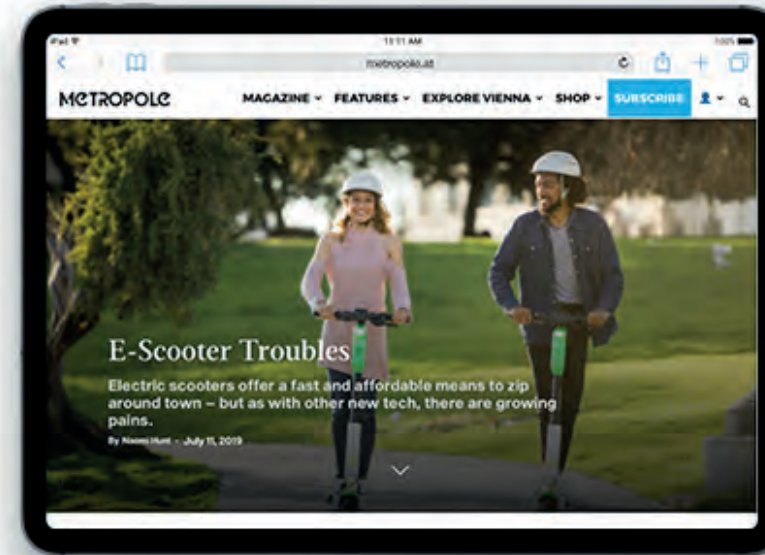 iPad
11:11 AM
100%
metropole.at
METROPOLE
MAGAZINE FEATURES EXPLORE VIENNA SHOP SUBSCRIBE
E-Scooter Troubles
Electric scooters offer a fast and affordable means to zip
around town – but as with other new tech, there are growing
pains.
By Naomi Hunt - July 11, 2019